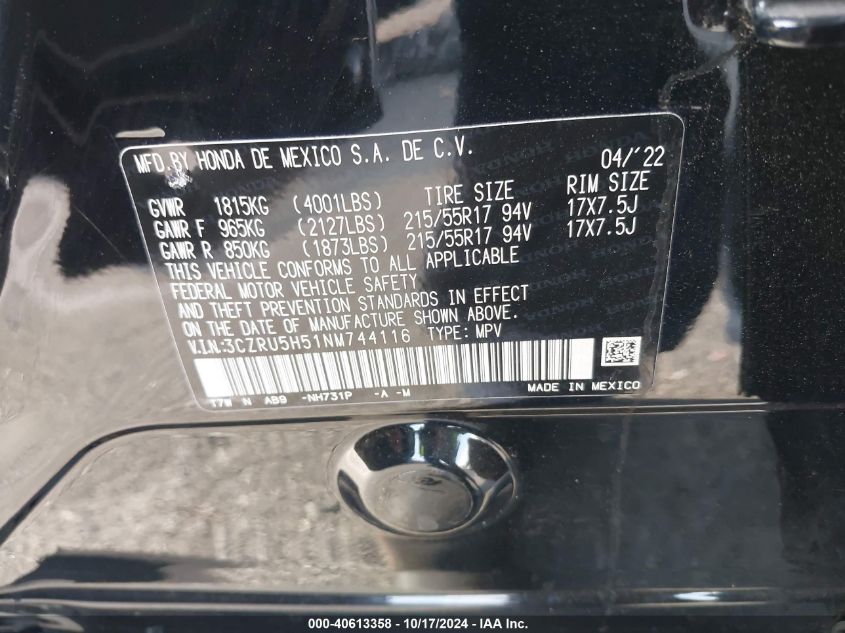 MFD.BY HONDA DE MEXICO S.A. DE C.V. 04/'22
GVWR 1815KG (4001LBS) TIRE SIZE RIM SIZE
GAWR F 965KG (2127LBS) 215/55R17 94V 17X7.5J
GAWR R 850KG (1873LBS) 215/55R17 94V 17X7.5J
THIS VEHICLE CONFORMS TO ALL APPLICABLE
FEDERAL MOTOR VEHICLE SAFETY
AND THEFT PREVENTION STANDARDS IN EFFECT
ON THE DATE OF MANUFACTURE SHOWN ABOVE.
V.I.N:3CZRU5H51NM744116 TYPE: MPV
17W N AB9 -NH731P -A -M MADE IN MEXICO
000-40613358 - 10/17/2024 - © IAA, Inc.